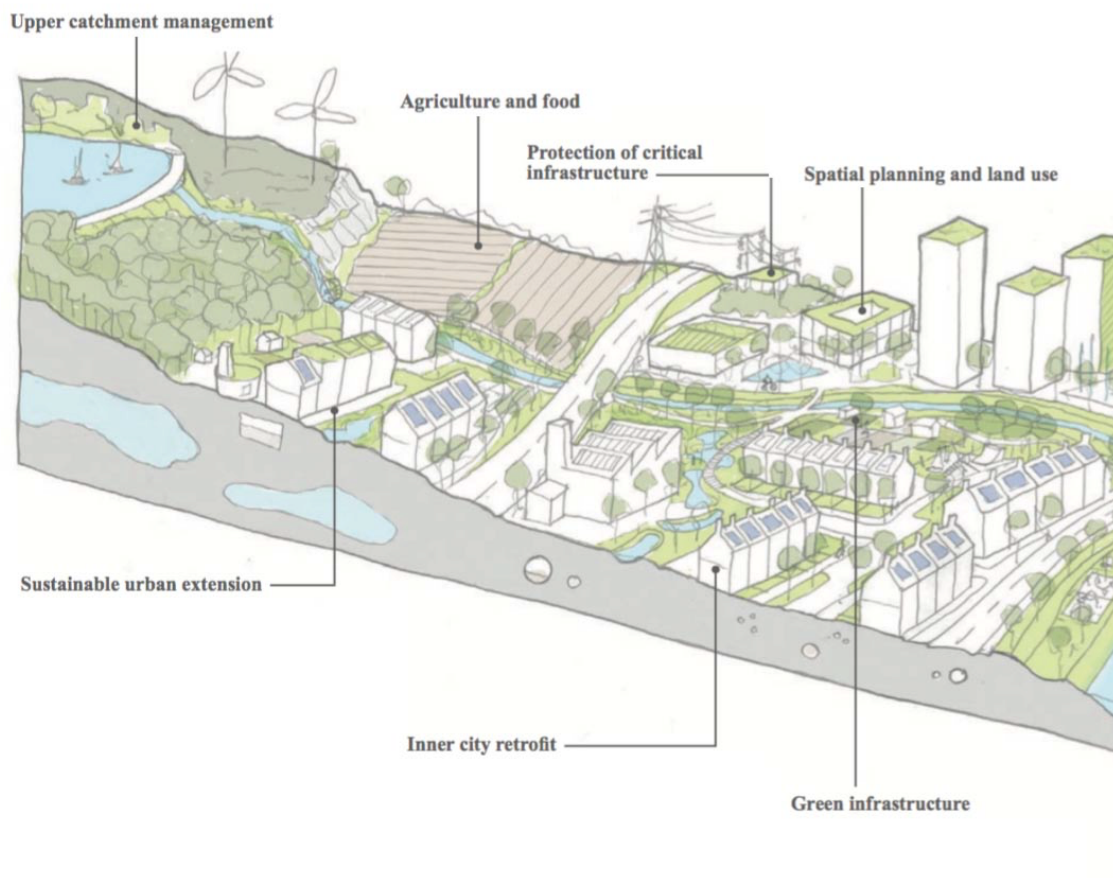 Upper catchment management
Agriculture and food
Protection of critical
infrastructure
Spatial planning and land use
Sustainable urban extension
Inner city retrofit
Green infrastructure